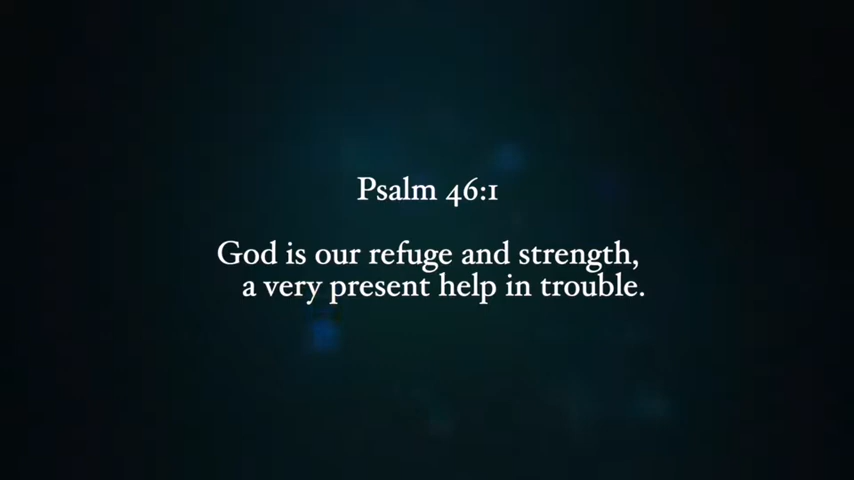 Psalm 46:1
God is our refuge and strength,
a very present help in trouble.